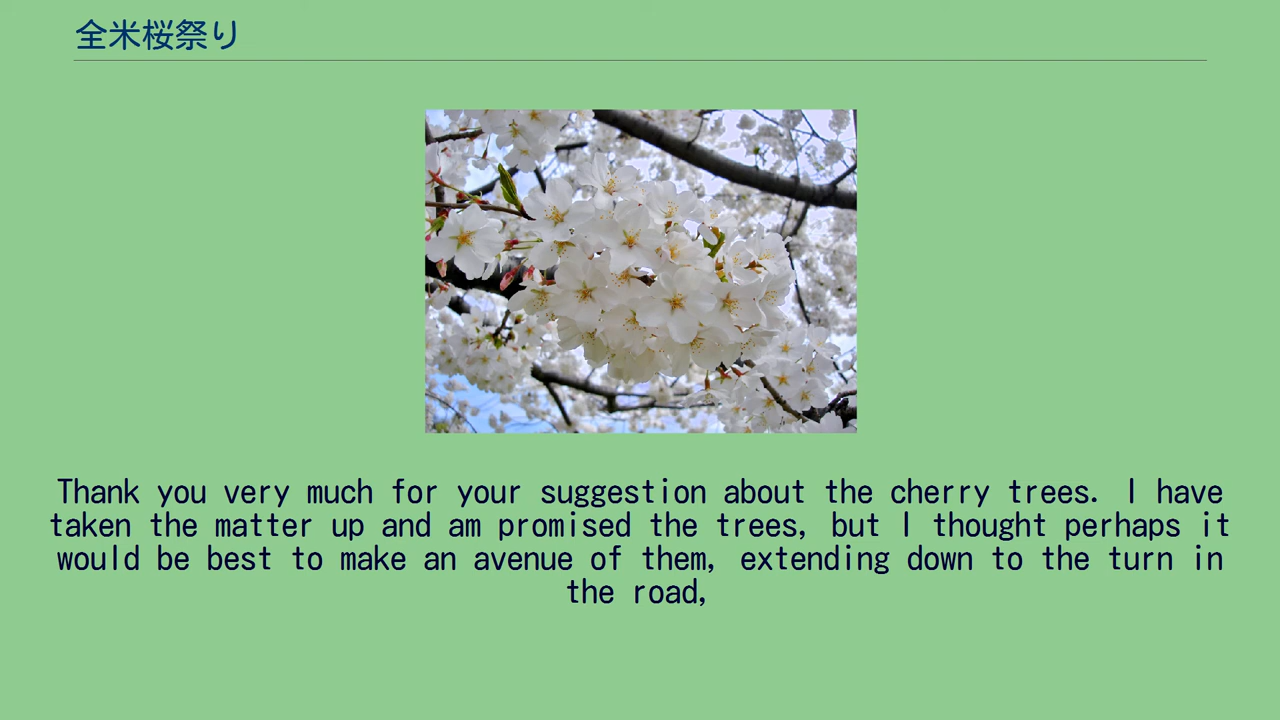 全米桜祭り
Thank you very much for your suggestion about the cherry trees. I have
taken the matter up and am promised the trees, but I thought perhaps it
would be best to make an avenue of them, extending down to the turn in
the road,